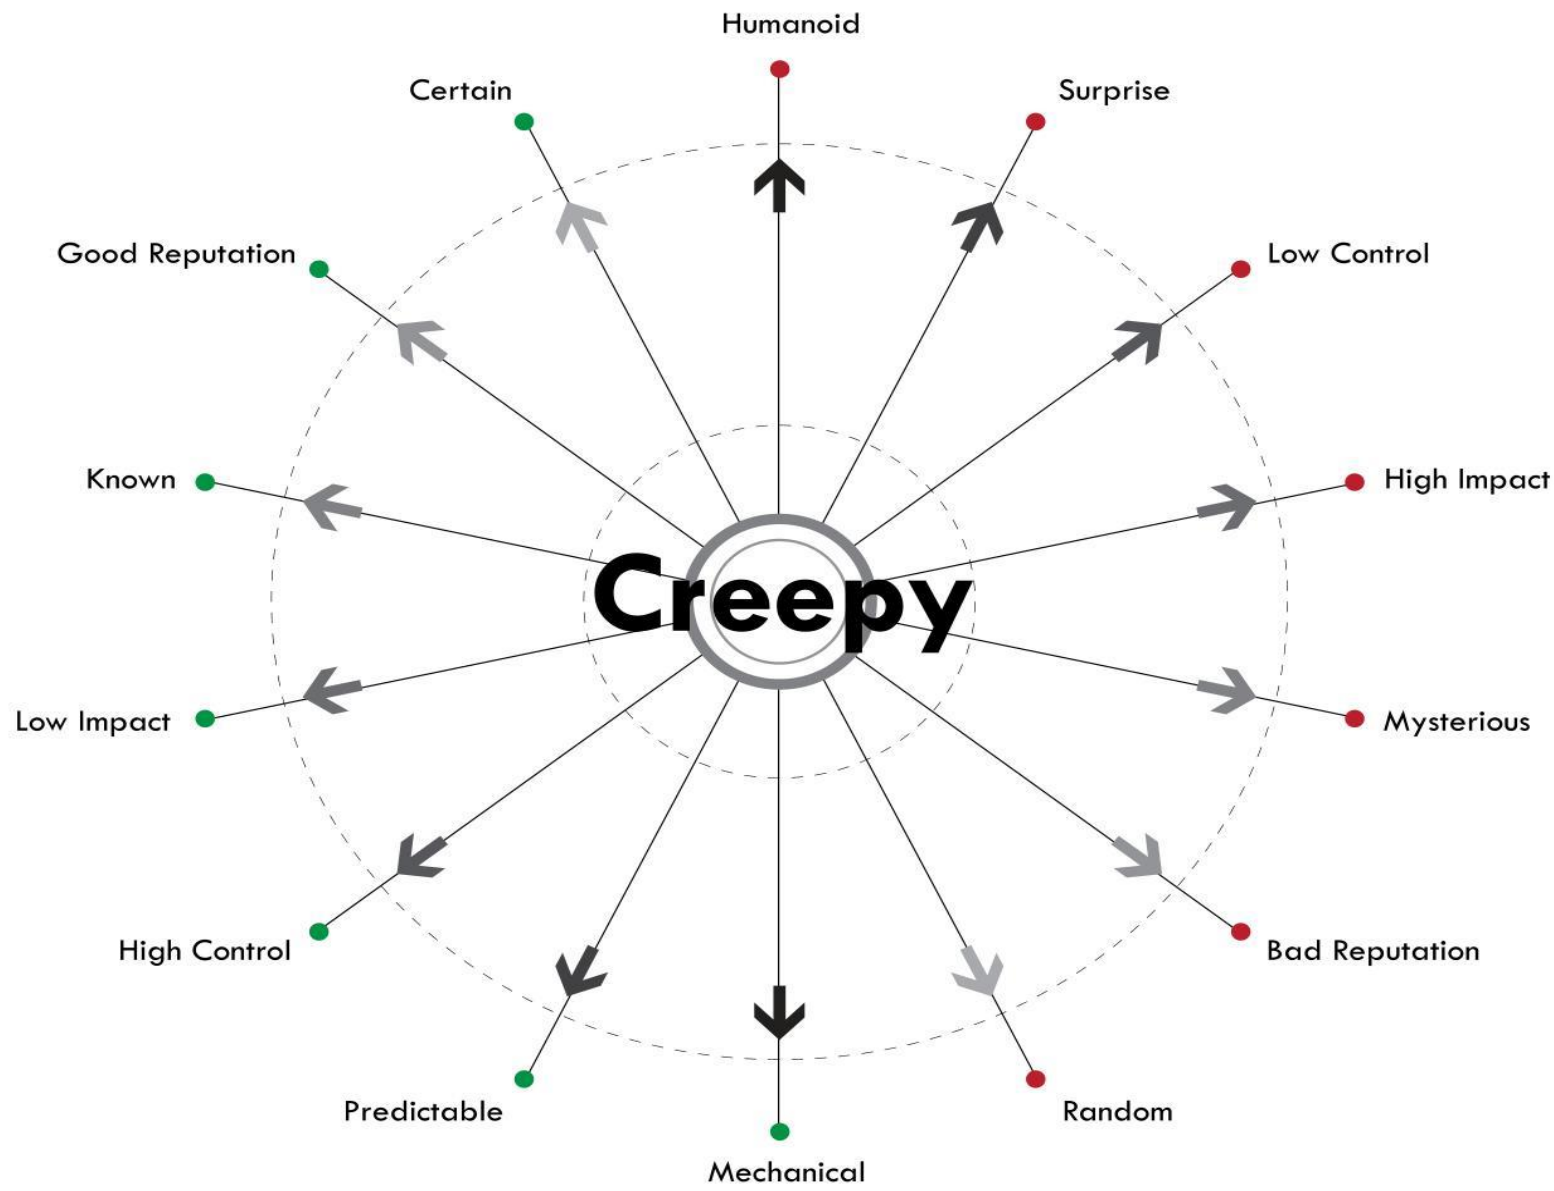 Humanoid
Certain
Surprise
Good Reputation
Low Control
Known
High Impact
Creepy
Low Impact
Mysterious
High Control
Bad Reputation
Predictable
Random
Mechanical